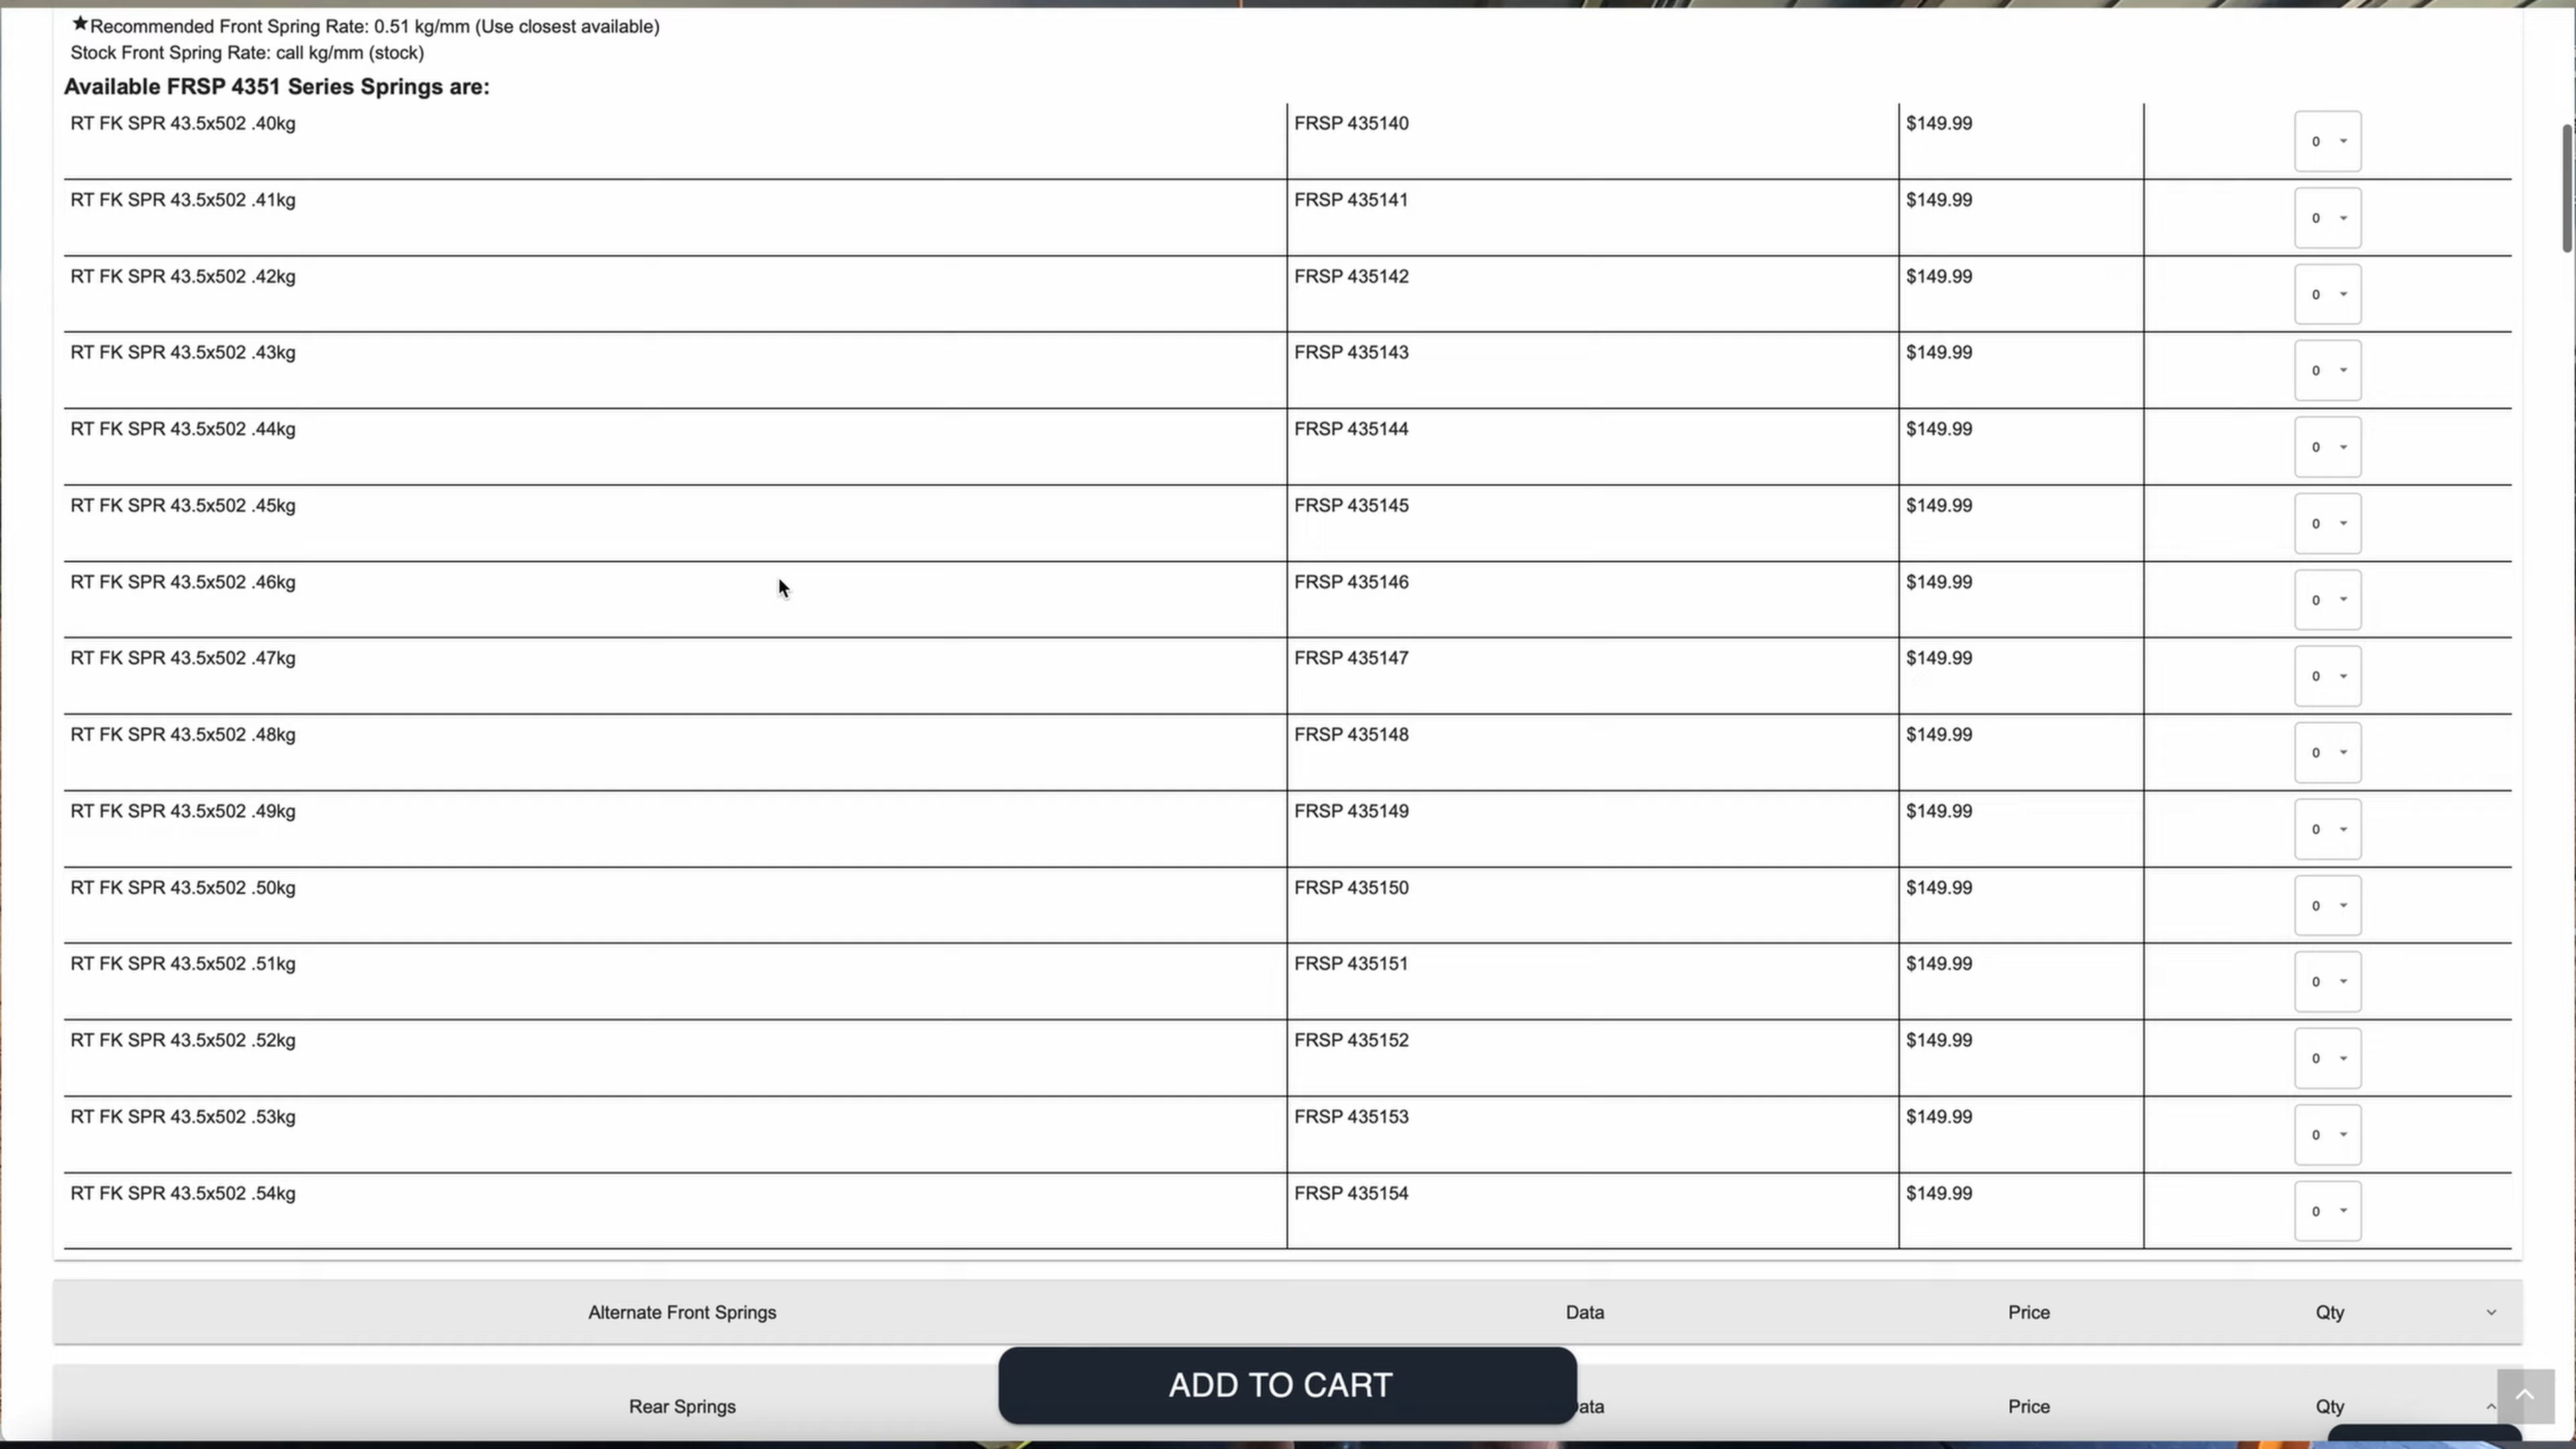 ★Recommended Front Spring Rate: 0.51 kg/mm (Use closest available)
Stock Front Spring Rate: call kg/mm (stock)
Available FRSP 4351 Series Springs are:
RT FK SPR 43.5x502 .40kg FRSP 435140 $149.99 0
RT FK SPR 43.5x502 .41kg FRSP 435141 $149.99 0
RT FK SPR 43.5x502 .42kg FRSP 435142 $149.99 0
RT FK SPR 43.5x502 .43kg FRSP 435143 $149.99 0
RT FK SPR 43.5x502 .44kg FRSP 435144 $149.99 0
RT FK SPR 43.5x502 .45kg FRSP 435145 $149.99 0
RT FK SPR 43.5x502 .46kg FRSP 435146 $149.99 0
RT FK SPR 43.5x502 .47kg FRSP 435147 $149.99 0
RT FK SPR 43.5x502 .48kg FRSP 435148 $149.99 0
RT FK SPR 43.5x502 .49kg FRSP 435149 $149.99 0
RT FK SPR 43.5x502 .50kg FRSP 435150 $149.99 0
RT FK SPR 43.5x502 .51kg FRSP 435151 $149.99 0
RT FK SPR 43.5x502 .52kg FRSP 435152 $149.99 0
RT FK SPR 43.5x502 .53kg FRSP 435153 $149.99 0
RT FK SPR 43.5x502 .54kg FRSP 435154 $149.99 0
Alternate Front Springs Data Price Qty
ADD TO CART
Rear Springs ata Price Qty